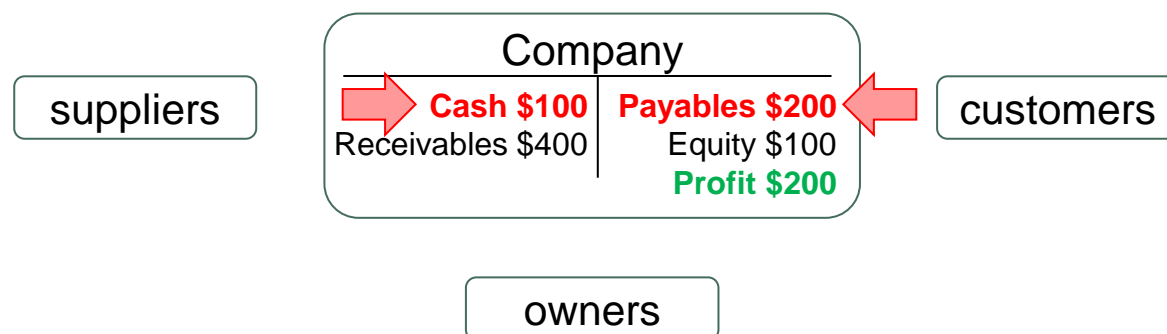 Company
suppliers
Cash $100
Payables $200
customers
Receivables $400
Equity $100
Profit $200
owners